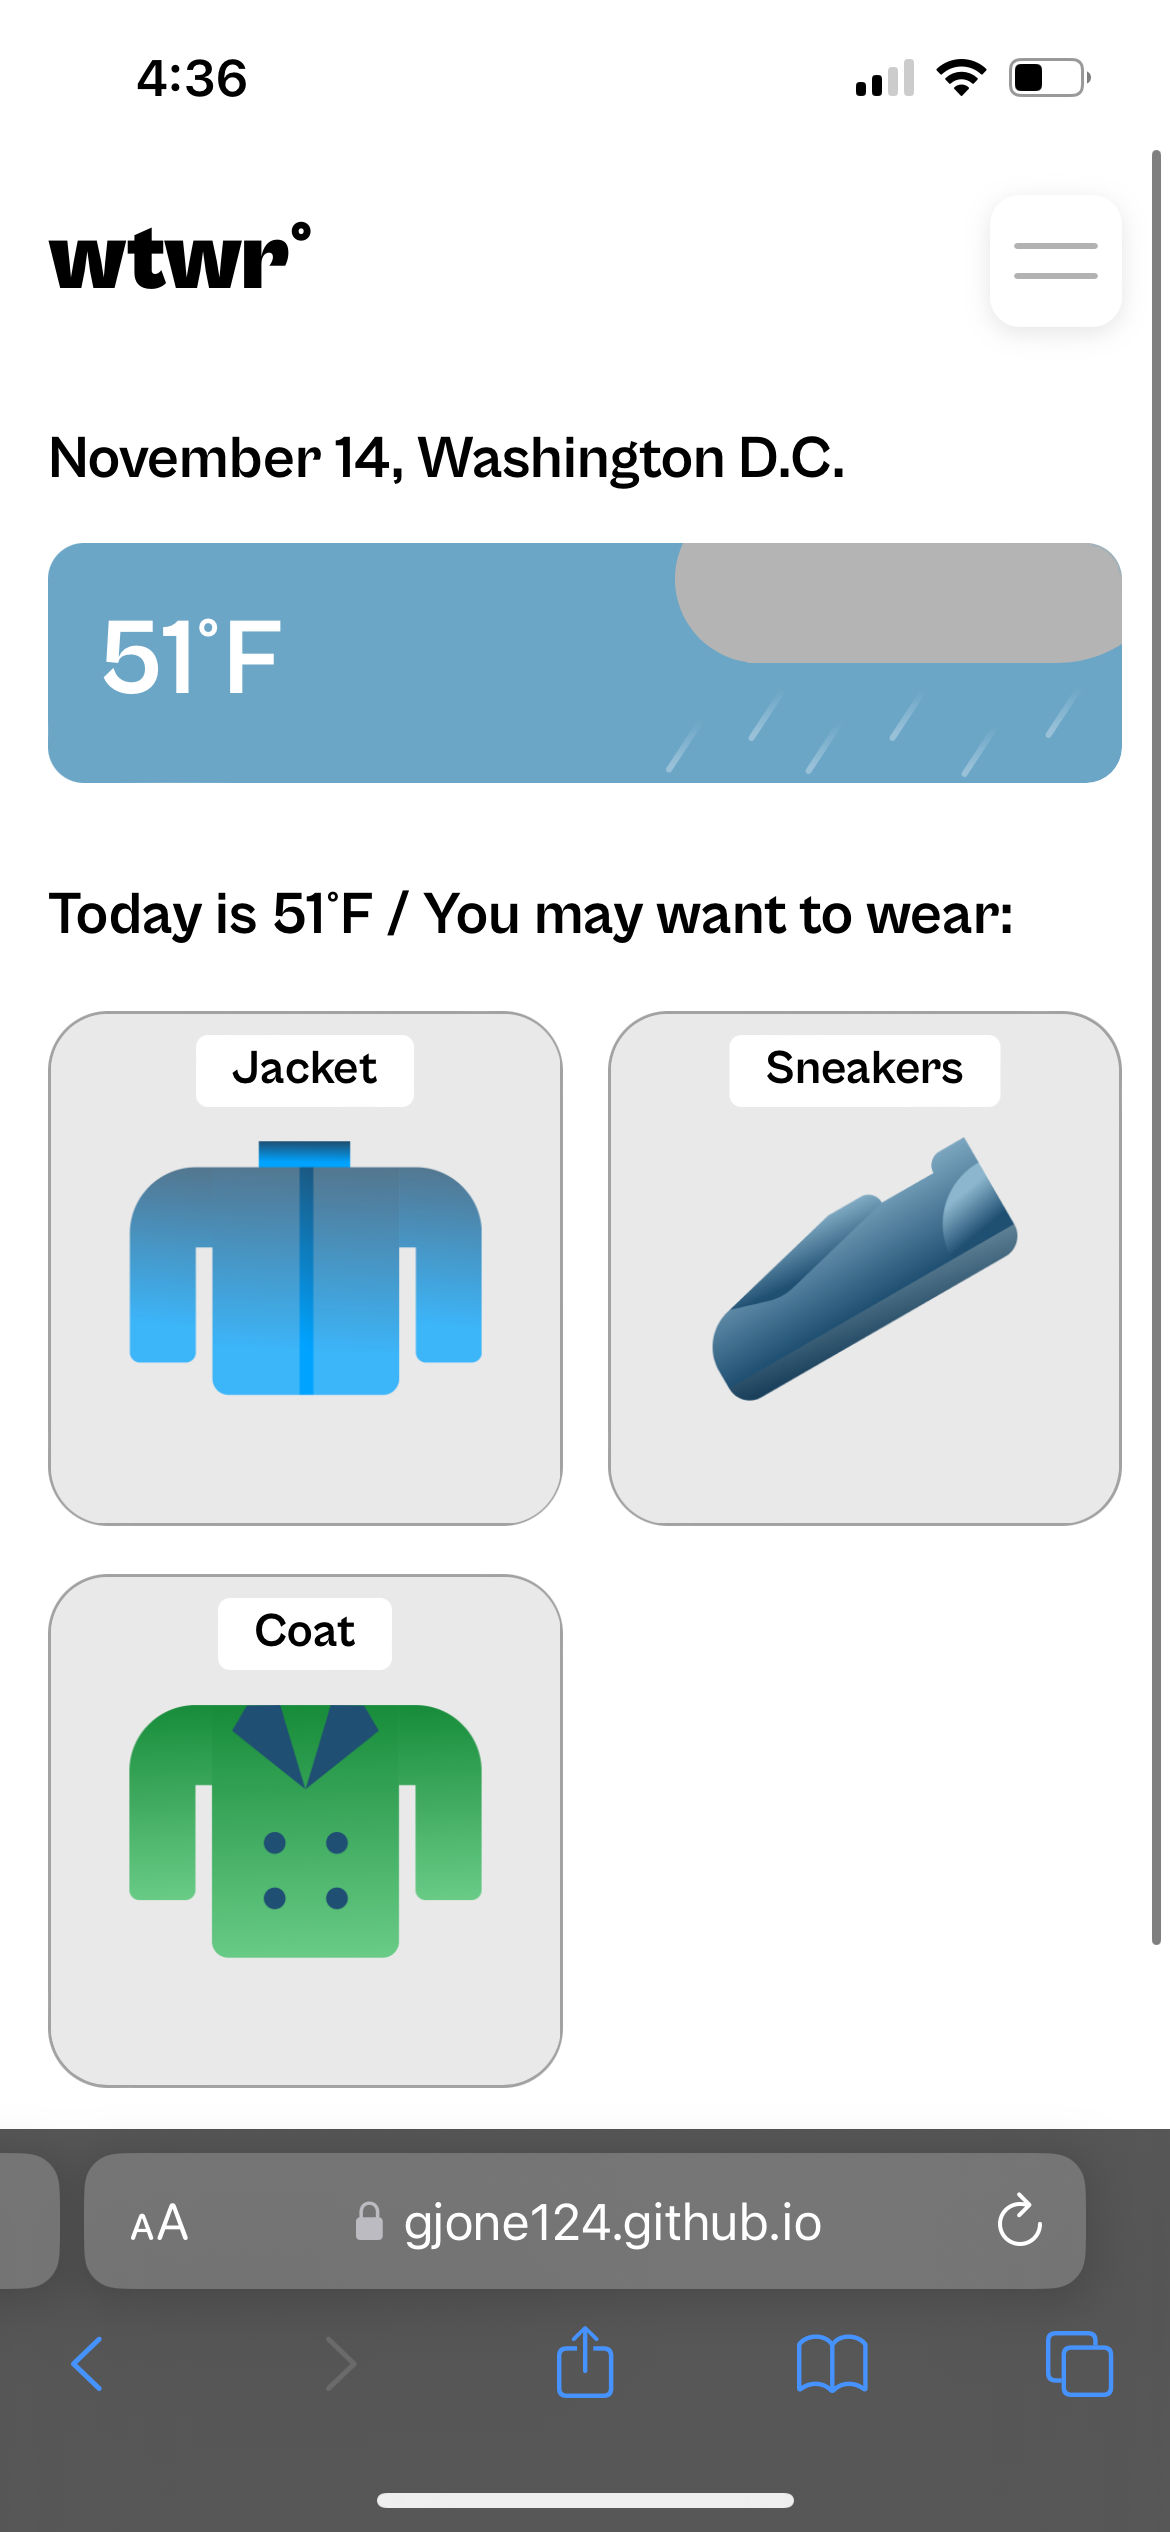 4:36
wtwr°
November 14, Washington D.C.
51°F
Today is 51°F / You may want to wear:
Jacket
Sneakers
Coat
AA
gjone124.github.io